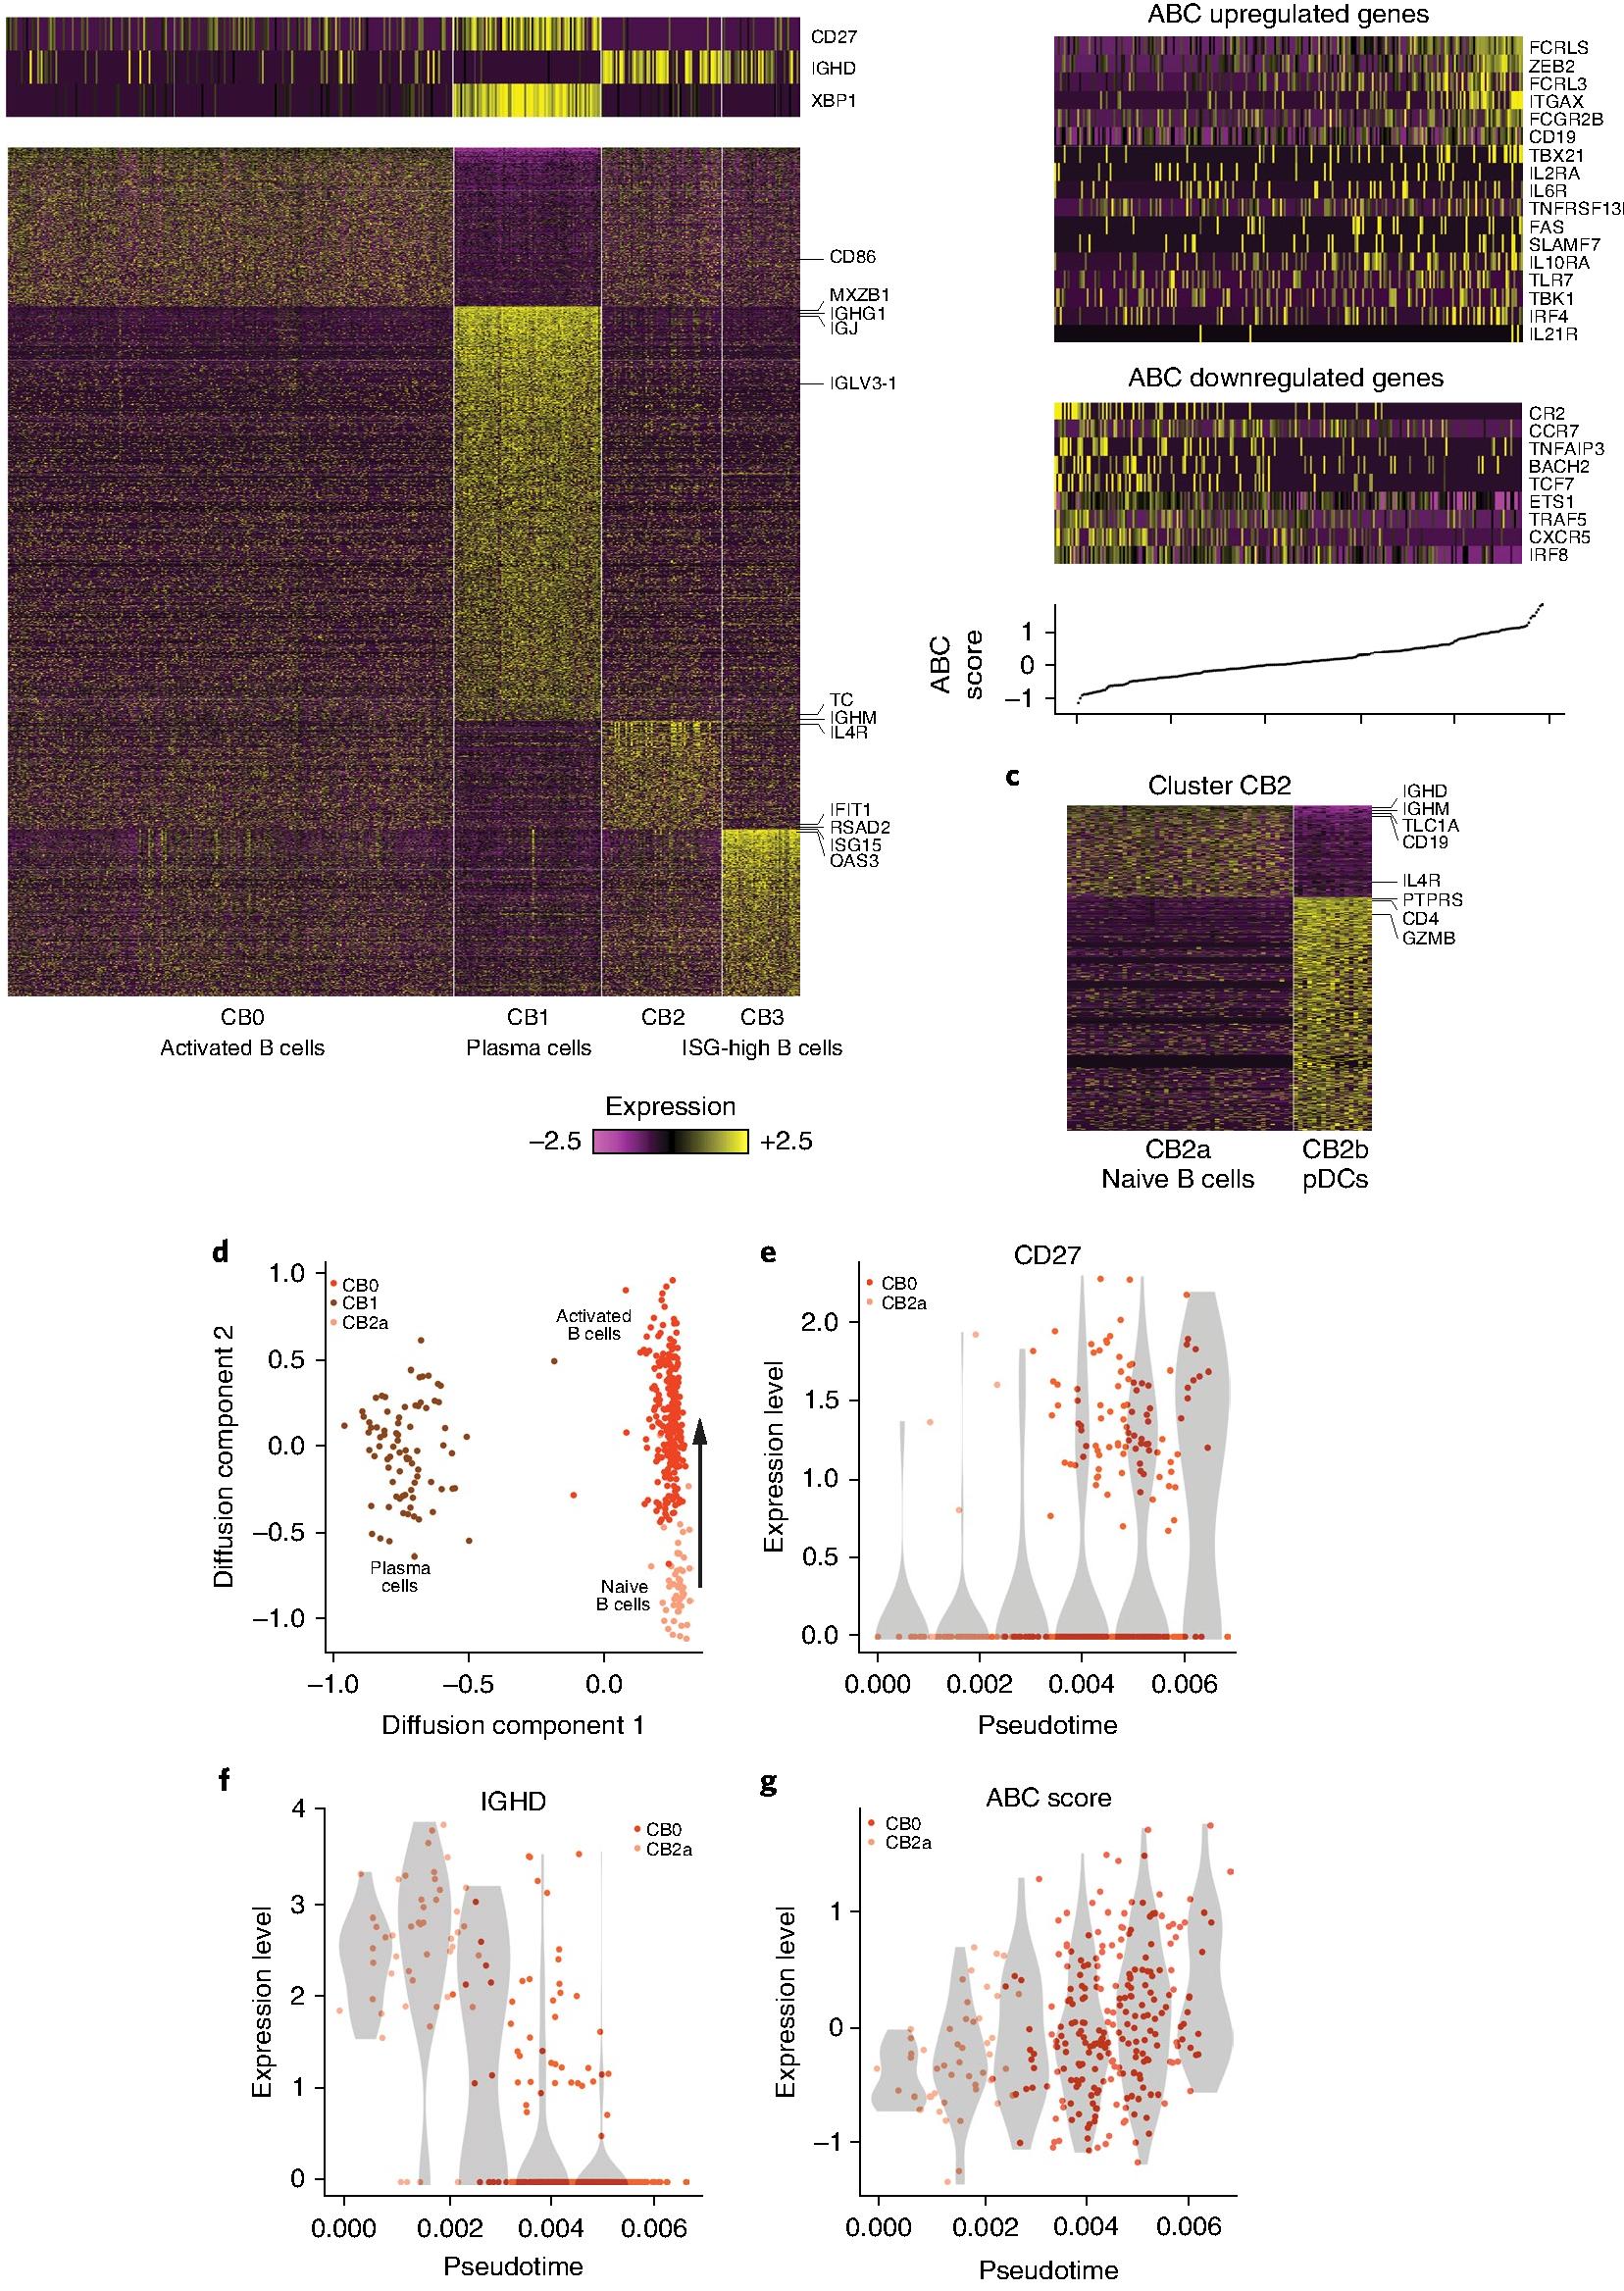 CD27
IGHD
XBP1
CD86
MXZB1
IGHG1
IGJ
IGLV3-1
TC
IGHM
IL4R
IFIT1
RSAD2
ISG15
OAS3
CB0 CB1 CB2 CB3
Activated B cells Plasma cells ISG-high B cells
Expression
−2.5 +2.5
ABC upregulated genes
FCRLS
ZEB2
FCRL3
ITGAX
FCGR2B
CD19
TBX21
IL2RA
IL6R
TNFRSF13
FAS
SLAMF7
IL10RA
TLR7
TBK1
IRF4
IL21R
ABC downregulated genes
CR2
CCR7
TNFAIP3
BACH2
TCF7
ETS1
TRAF5
CXCR5
IRF8
ABC
score
1
0
−1
c
Cluster CB2
IGHD
IGHM
TLC1A
CD19
IL4R
PTPRS
CD4
GZMB
CB2a CB2b
Naive B cells pDCs
d
CB0
CB1
CB2a
Activated
B cells
Plasma
cells
Naive
B cells
1.0
0.5
0.0
−0.5
−1.0
Diffusion component 2
−1.0 −0.5 0.0
Diffusion component 1
e
CD27
CB0
CB2a
2.0
1.5
1.0
0.5
0.0
Expression level
0.000 0.002 0.004 0.006
Pseudotime
f
IGHD
CB0
CB2a
4
3
2
1
0
Expression level
0.000 0.002 0.004 0.006
Pseudotime
g
ABC score
CB0
CB2a
1
0
−1
Expression level
0.000 0.002 0.004 0.006
Pseudotime